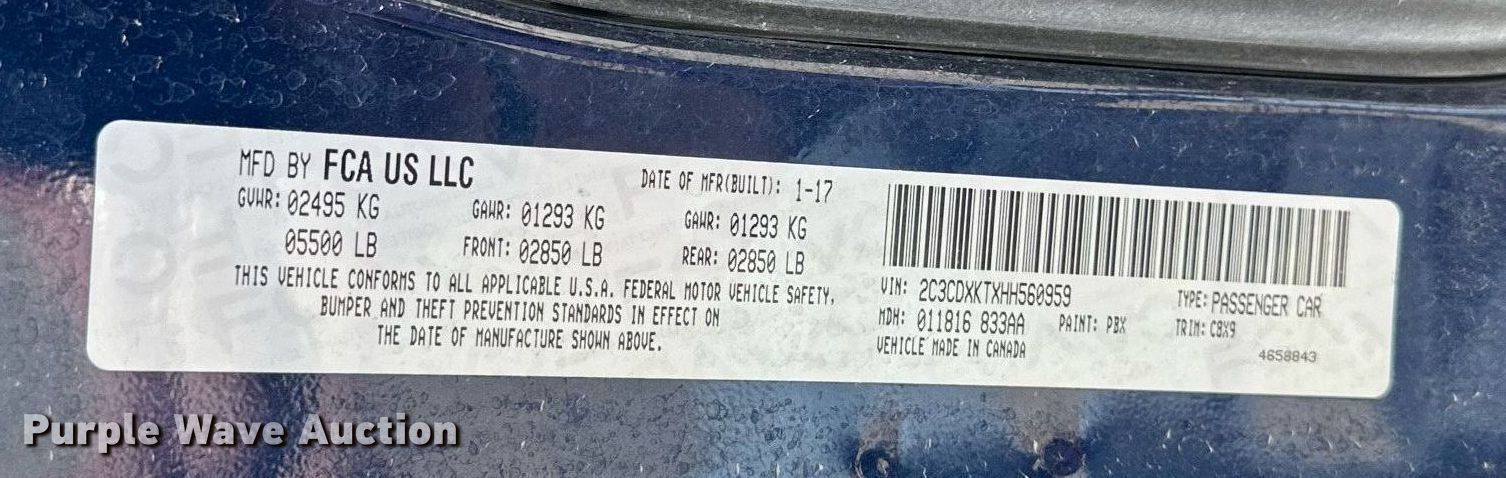 MFD BY FCA US LLC
DATE OF MFR(BUILT): 1-17
GVWR: 02495 KG
GAWR: 01293 KG
GAWR: 01293 KG
05500 LB
FRONT: 02850 LB
REAR: 02850 LB
THIS VEHICLE CONFORMS TO ALL APPLICABLE U.S.A. FEDERAL MOTOR VEHICLE SAFETY,
BUMPER AND THEFT PREVENTION STANDARDS IN EFFECT ON
THE DATE OF MANUFACTURE SHOWN ABOVE.
VIN: 2C3CDXKTXHH560959
TYPE: PASSENGER CAR
MDH: 011816 833AA
PAINT: PBX
TRIM: C8X9
VEHICLE MADE IN CANADA
4658843
Purple Wave Auction